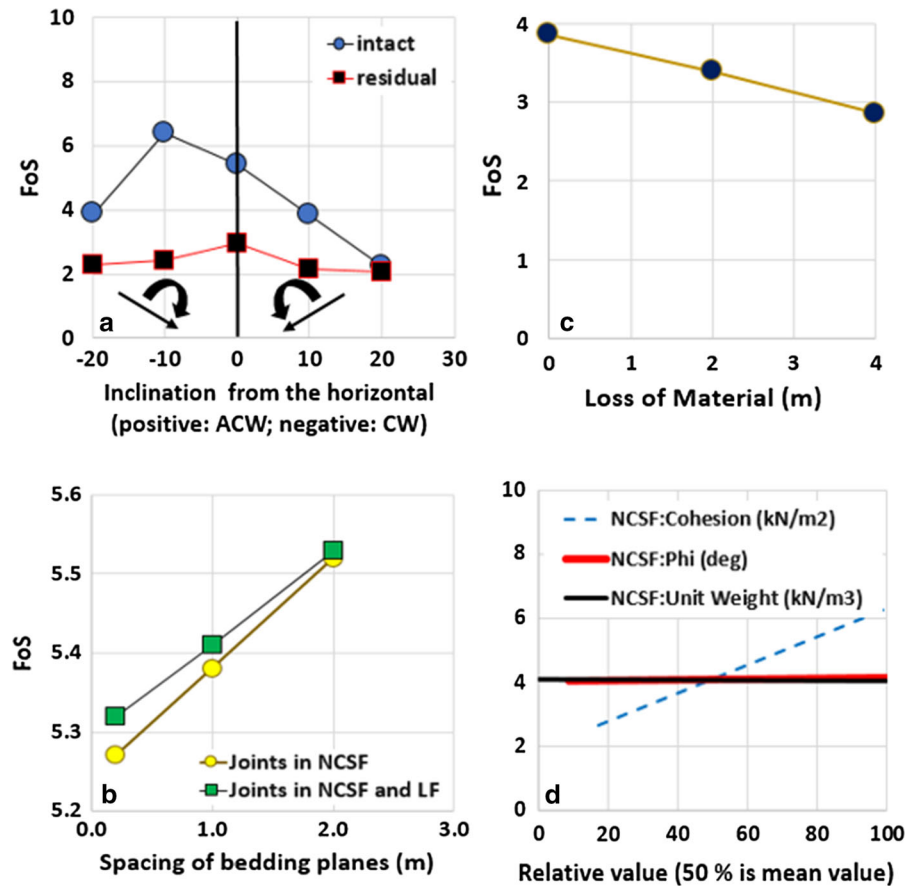 10
8
6
4
2
0
FoS
intact
residual
a
-20 -10 0 10 20 30
Inclination from the horizontal
(positive: ACW; negative: CW)
4
3
2
1
0
FoS
c
0 1 2 3 4
Loss of Material (m)
5.6
5.5
5.4
5.3
5.2
FoS
Joints in NCSF
Joints in NCSF and LF
b
0.0 1.0 2.0 3.0
Spacing of bedding planes (m)
10
8
6
4
2
0
NCSF:Cohesion (kN/m2)
NCSF:Phi (deg)
NCSF:Unit Weight (kN/m3)
d
0 20 40 60 80 100
Relative value (50 % is mean value)